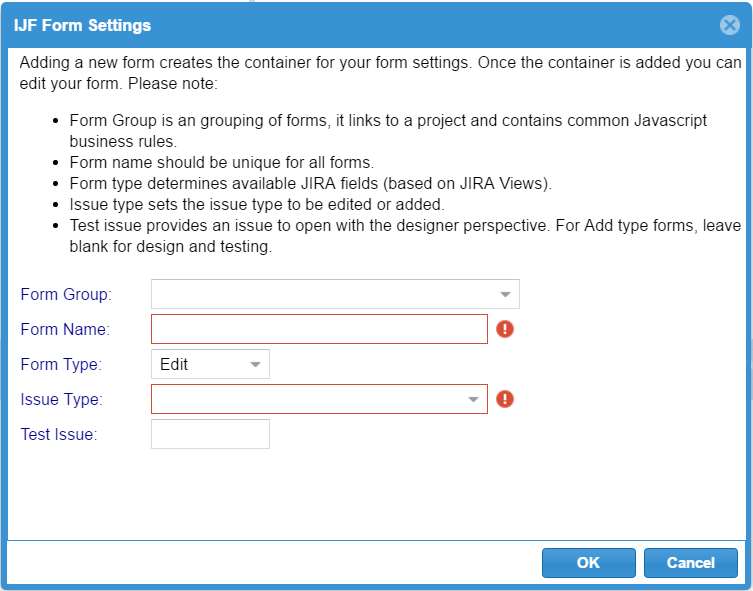 IJF Form Settings
Adding a new form creates the container for your form settings. Once the container is added you can
edit your form. Please note:
• Form Group is an grouping of forms, it links to a project and contains common Javascript
business rules.
• Form name should be unique for all forms.
• Form type determines available JIRA fields (based on JIRA Views).
• Issue type sets the issue type to be edited or added.
• Test issue provides an issue to open with the designer perspective. For Add type forms, leave
blank for design and testing.
Form Group:
Form Name:
Form Type: Edit
Issue Type:
Test Issue:
OK Cancel